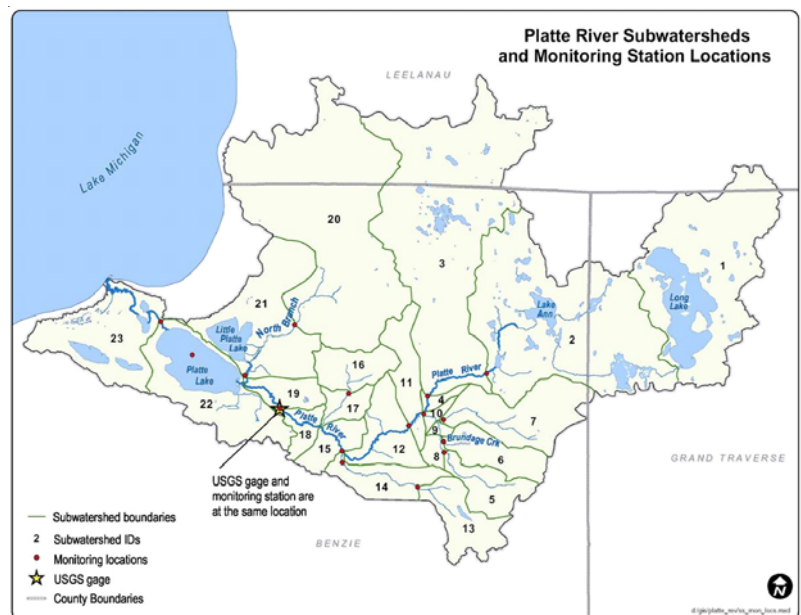 Platte River Subwatersheds
and Monitoring Station Locations
LEELANAU
Lake Michigan
20
1
3
Long
Lake
21
North Branch
Lake
Ann
23
Little
Platte
Lake
2
Platte
Lake
16
Platte River
11
4
19
22
17
10
7
Platte River
9
18
Brundage Crk
15
12
8
6
GRAND TRAVERSE
USGS gage and
monitoring station are
at the same location
14
5
13
BENZIE
Subwatershed boundaries
2 Subwatershed IDs
Monitoring locations
USGS gage
County Boundaries
N